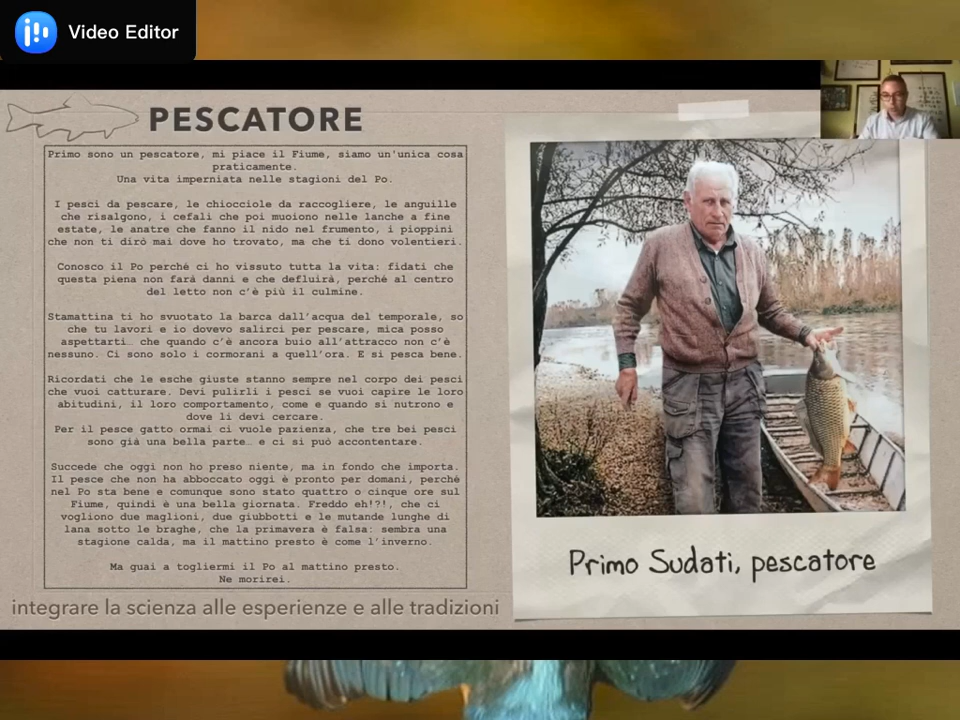 Video Editor
PESCATORE
Primo sono un pescatore, mi piace il Fiume, siamo un'unica cosa
praticamente.
Una vita imperniata nelle stagioni del Po.
I pesci da pescare, le chiocciole da raccogliere, le anguille
che risalgono, i cefali che poi muoiono nelle lanche a fine
estate, le anatre che fanno il nido nel frumento, i pioppini
che non ti dirò mai dove ho trovato, ma che ti dono volentieri.
Conosco il Po perché ci ho vissuto tutta la vita: fidati che
questa piena non farà danni e che defluirà, perché al centro
del letto non c'è più il culmine.
Stamattina ti ho svuotato la barca dall'acqua del temporale, so
che tu lavori e io dovevo salirci per pescare, mica posso
aspettarti… che quando c'è ancora buio all'attracco non c'è
nessuno. Ci sono solo i cormorani a quell'ora. E si pesca bene.
Ricordati che le esche giuste stanno sempre nel corpo dei pesci
che vuoi catturare. Devi pulirli i pesci se vuoi capire le loro
abitudini, il loro comportamento, come e quando si nutrono e
dove li devi cercare.
Per il pesce gatto ormai ci vuole pazienza, che tre bei pesci
sono già una bella parte… e ci si può accontentare.
Succede che oggi non ho preso niente, ma in fondo che importa.
Il pesce che non ha abboccato oggi è pronto per domani, perché
nel Po sta bene e comunque sono stato quattro o cinque ore sul
Fiume, quindi è una bella giornata. Freddo eh!?!, che ci
vogliono due maglioni, due giubbotti e le mutande lunghe di
lana sotto le braghe, che la primavera è falsa: sembra una
stagione calda, ma il mattino presto è come l'inverno.
Ma guai a togliermi il Po al mattino presto.
Ne morirei.
integrare la scienza alle esperienze e alle tradizioni
Primo Sudati, pescatore